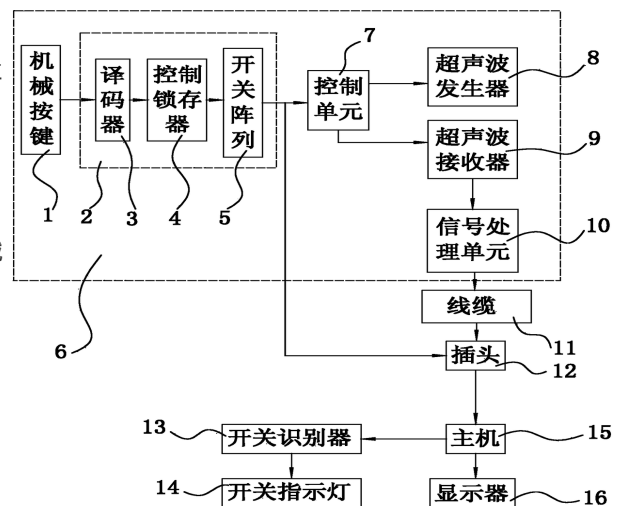 机械按键
译码器
控制锁存器
开关阵列
7
控制单元
超声波发生器
8
超声波接收器
9
1
2
3
4
5
信号处理单元
10
6
线缆
11
插头
12
13
开关识别器
主机
15
14
开关指示灯
显示器
16